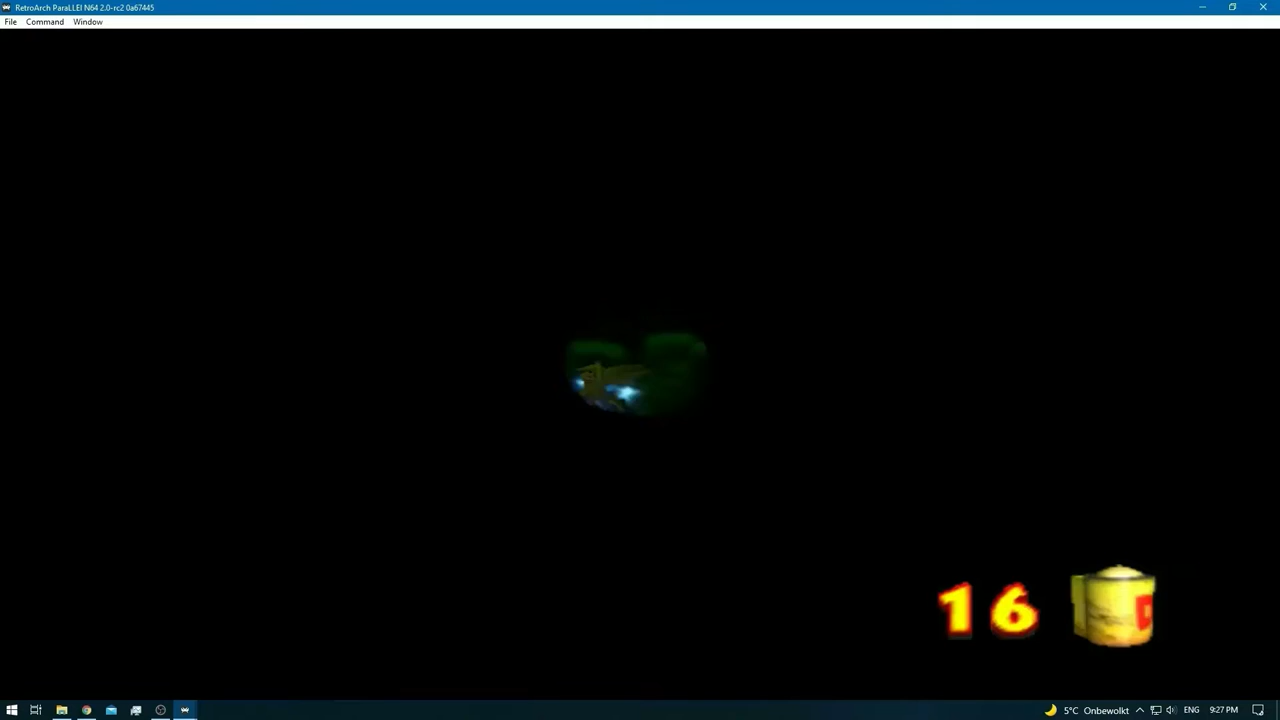 RetroArch ParaLLEl N64 2.0-rc2 0a67445
File Command Window
16
5°C Onbewolkt ENG 9:27 PM